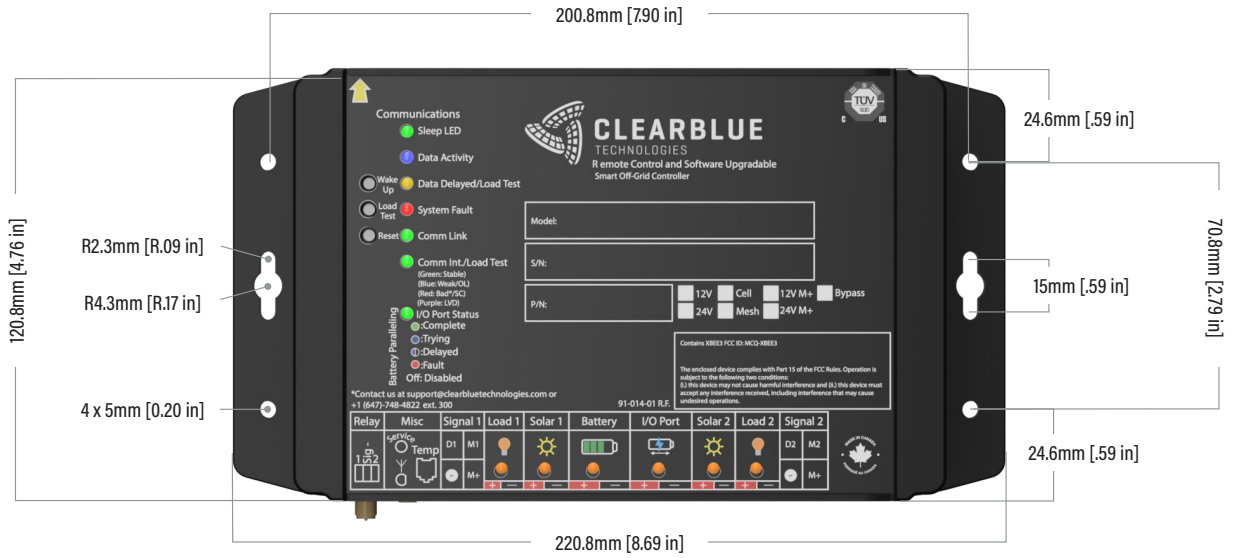 200.8mm [7.90 in]
24.6mm [.59 in]
70.8mm [2.79 in]
15mm [.59 in]
24.6mm [.59 in]
220.8mm [8.69 in]
120.8mm [4.76 in]
R2.3mm [R.09 in]
R4.3mm [R.17 in]
4 x 5mm [0.20 in]
Communications
Sleep LED
Data Activity
Wake Up
Data Delayed/Load Test
Load Test
System Fault
Reset
Comm Link
Comm Int./Load Test
(Green: Stable)
(Blue: Weak/OL)
(Red: Bad*/SC)
(Purple: LVD)
I/O Port Status
Battery Paralleling
:Complete
:Trying
:Delayed
:Fault
Off: Disabled
*Contact us at support@clearbluetechnologies.com or
+1 (647)-748-4822 ext. 300
91-014-01 R.F.
CLEARBLUE
TECHNOLOGIES
R emote Control and Software Upgradable
Smart Off-Grid Controller
TÜV
SÜD
C US
Model:
S/N:
P/N:
12V Cell 12V M+ Bypass
24V Mesh 24V M+
Contains XBEE3 FCC ID: MCQ-XBEE3
The enclosed device complies with Part 15 of the FCC Rules. Operation is
subject to the following two conditions:
(i.) this device may not cause harmful interference and (ii.) this device must
accept any interference received, including interference that may cause
undesired operations.
Relay Misc Signal 1 Load 1 Solar 1 Battery I/O Port Solar 2 Load 2 Signal 2
Service
Temp
Sig -
1 2
D1 M1
- M+
D2 M2
- M+
+ - + - + - + - + - + -
MADE IN CANADA